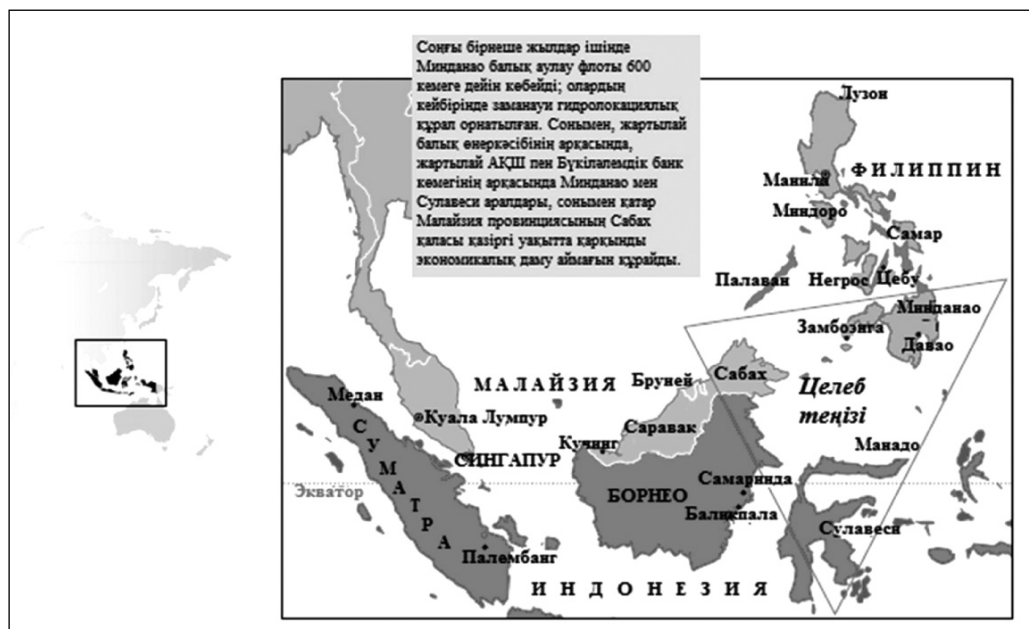 Соңғы бірнеше жылдар ішінде
Минданао балық аулау флоты 600
кемеге дейін көбейді; олардың
кейбірінде заманауи гидролокациялық
құрал орнатылған. Сонымен, жартылай
балық өнеркәсібінің арқасында,
жартылай АҚШ пен Бүкіләлемдік банк
көмегінің арқасында Минданао мен
Сулавеси аралдары, сонымен қатар
Малайзия провинциясының Сабах
қаласы қазіргі уақытта қарқынды
экономикалық даму аймағын құрайды.
Лузон
ФИЛИППИН
Манила
Миндоро
Самар
Палаван
Негрос
Цебу
Минданао
Замбоэнга
Давао
Сабах
Бруней
Целеб
теңізі
МАЛАЙЗИЯ
Медан
Куала Лумпур
Саравак
Манадо
Кучинг
СИНГАПУР
Самаринда
Экватор
БОРНЕО
Баликпала
СУМАТРА
Сулавеси
Палембанг
ИНДОНЕЗИЯ